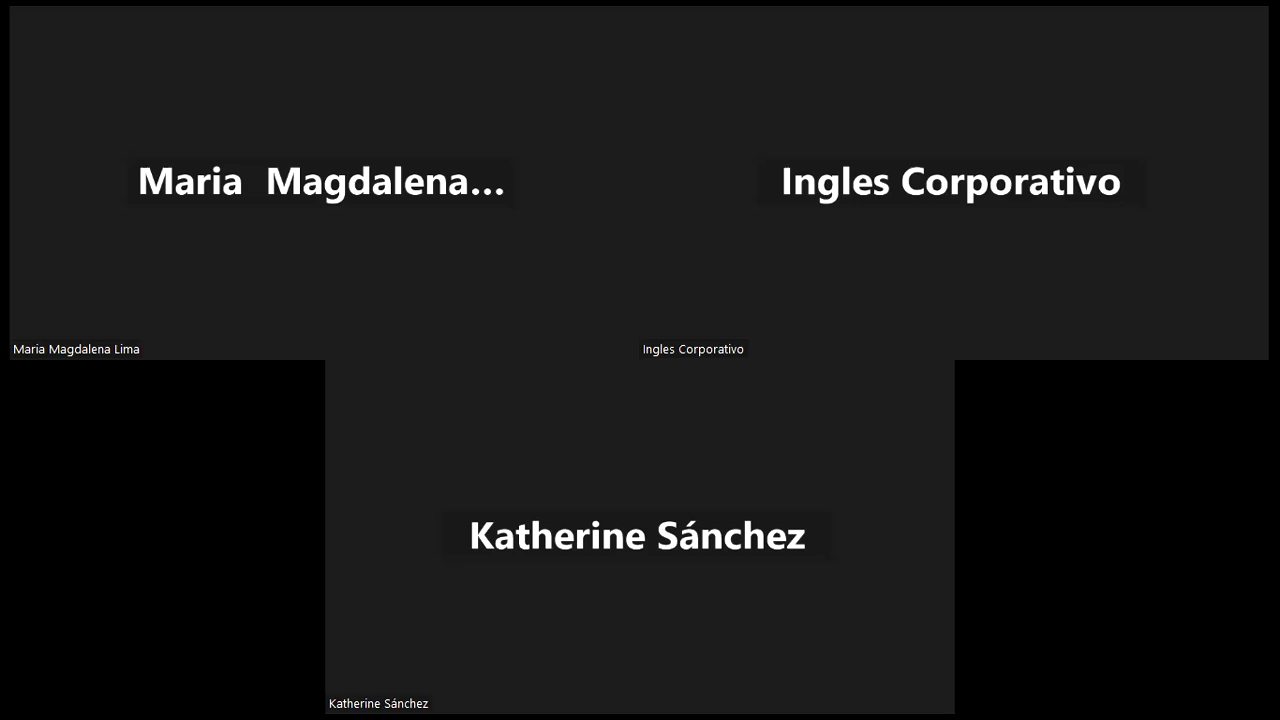 Maria  Magdalena...
Ingles Corporativo
Maria Magdalena Lima
Ingles Corporativo
Katherine Sánchez
Katherine Sánchez